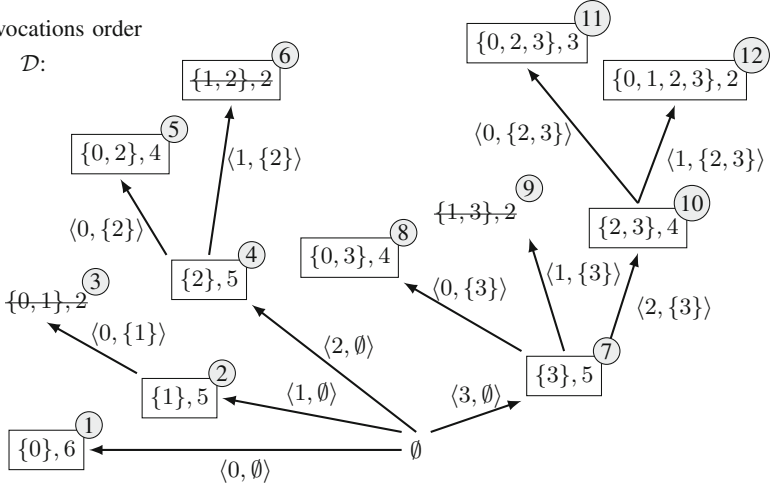 vocations order
𝒟:
11
{0, 2, 3}, 3
6
{1, 2}, 2
12
{0, 1, 2, 3}, 2
5
{0, 2}, 4
⟨0, {2, 3}⟩
⟨1, {2}⟩
⟨1, {2, 3}⟩
9
{1, 3}, 2
10
{2, 3}, 4
⟨0, {2}⟩
8
{0, 3}, 4
4
{2}, 5
3
{0, 1}, 2
⟨0, {3}⟩
⟨1, {3}⟩
⟨2, {3}⟩
⟨0, {1}⟩
⟨2, ∅⟩
7
{3}, 5
2
{1}, 5
⟨1, ∅⟩
⟨3, ∅⟩
1
{0}, 6
∅
⟨0, ∅⟩